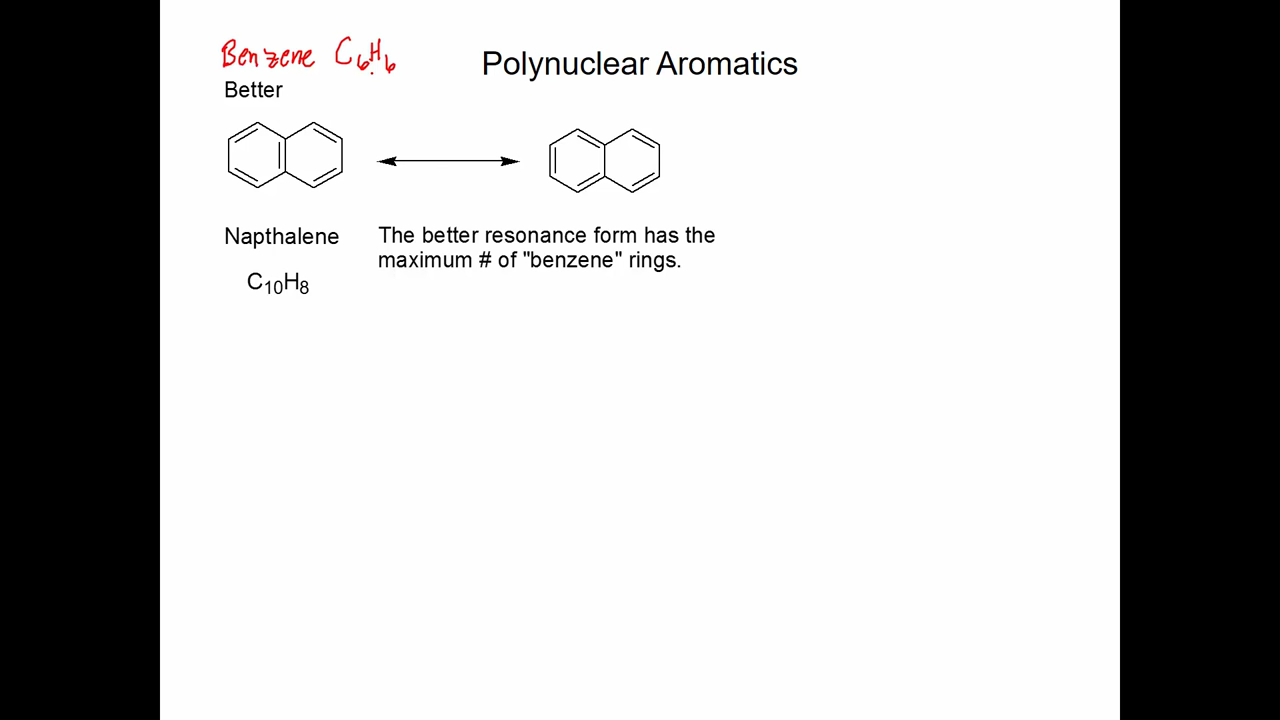 Benzene C6H6
Polynuclear Aromatics
Better
Napthalene
The better resonance form has the
maximum # of "benzene" rings.
C10H8